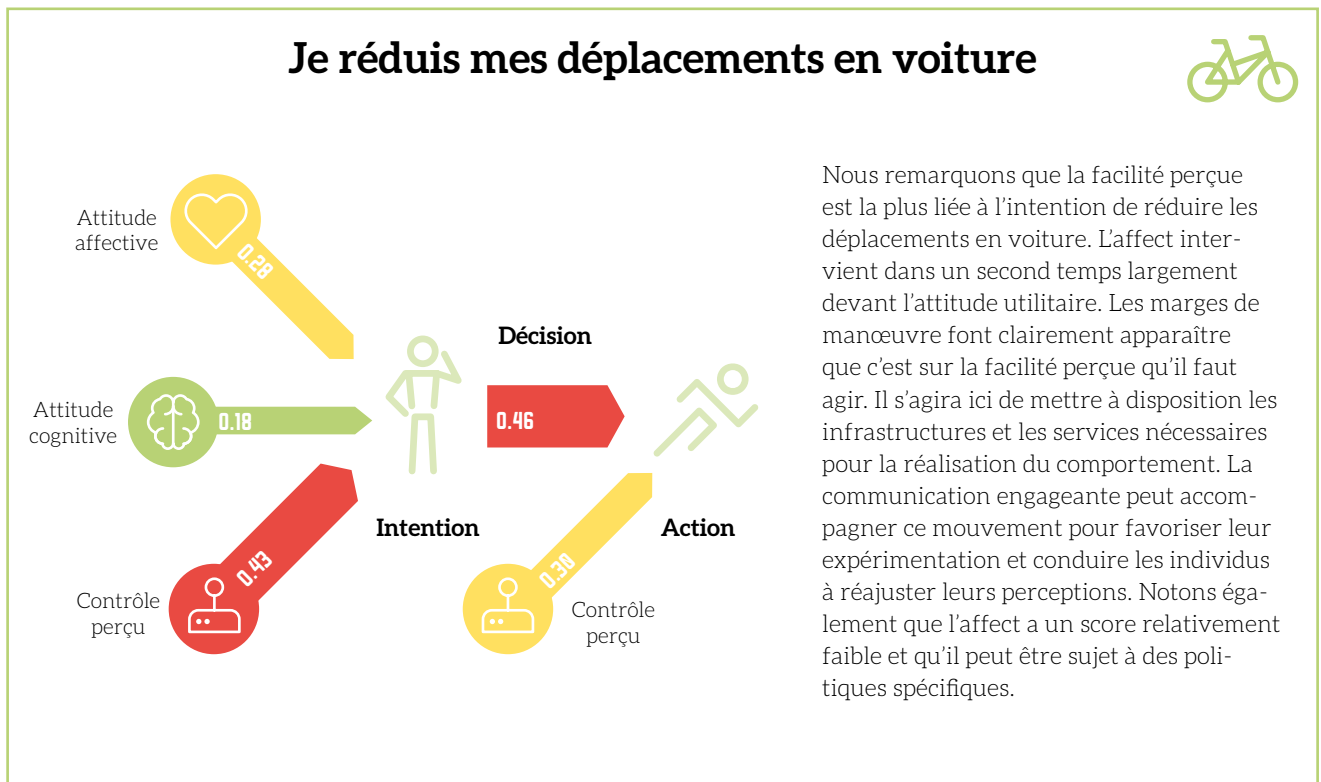 Je réduis mes déplacements en voiture
Attitude
affective
0.28
Attitude
cognitive
0.18
Contrôle
perçu
0.43
Intention
Décision
0.46
Action
0.30
Contrôle
perçu
Nous remarquons que la facilité perçue
est la plus liée à l’intention de réduire les
déplacements en voiture. L’affect inter-
vient dans un second temps largement
devant l’attitude utilitaire. Les marges de
manœuvre font clairement apparaître
que c’est sur la facilité perçue qu’il faut
agir. Il s’agira ici de mettre à disposition les
infrastructures et les services nécessaires
pour la réalisation du comportement. La
communication engageante peut accom-
pagner ce mouvement pour favoriser leur
expérimentation et conduire les individus
à réajuster leurs perceptions. Notons éga-
lement que l’affect a un score relativement
faible et qu’il peut être sujet à des poli-
tiques spécifiques.